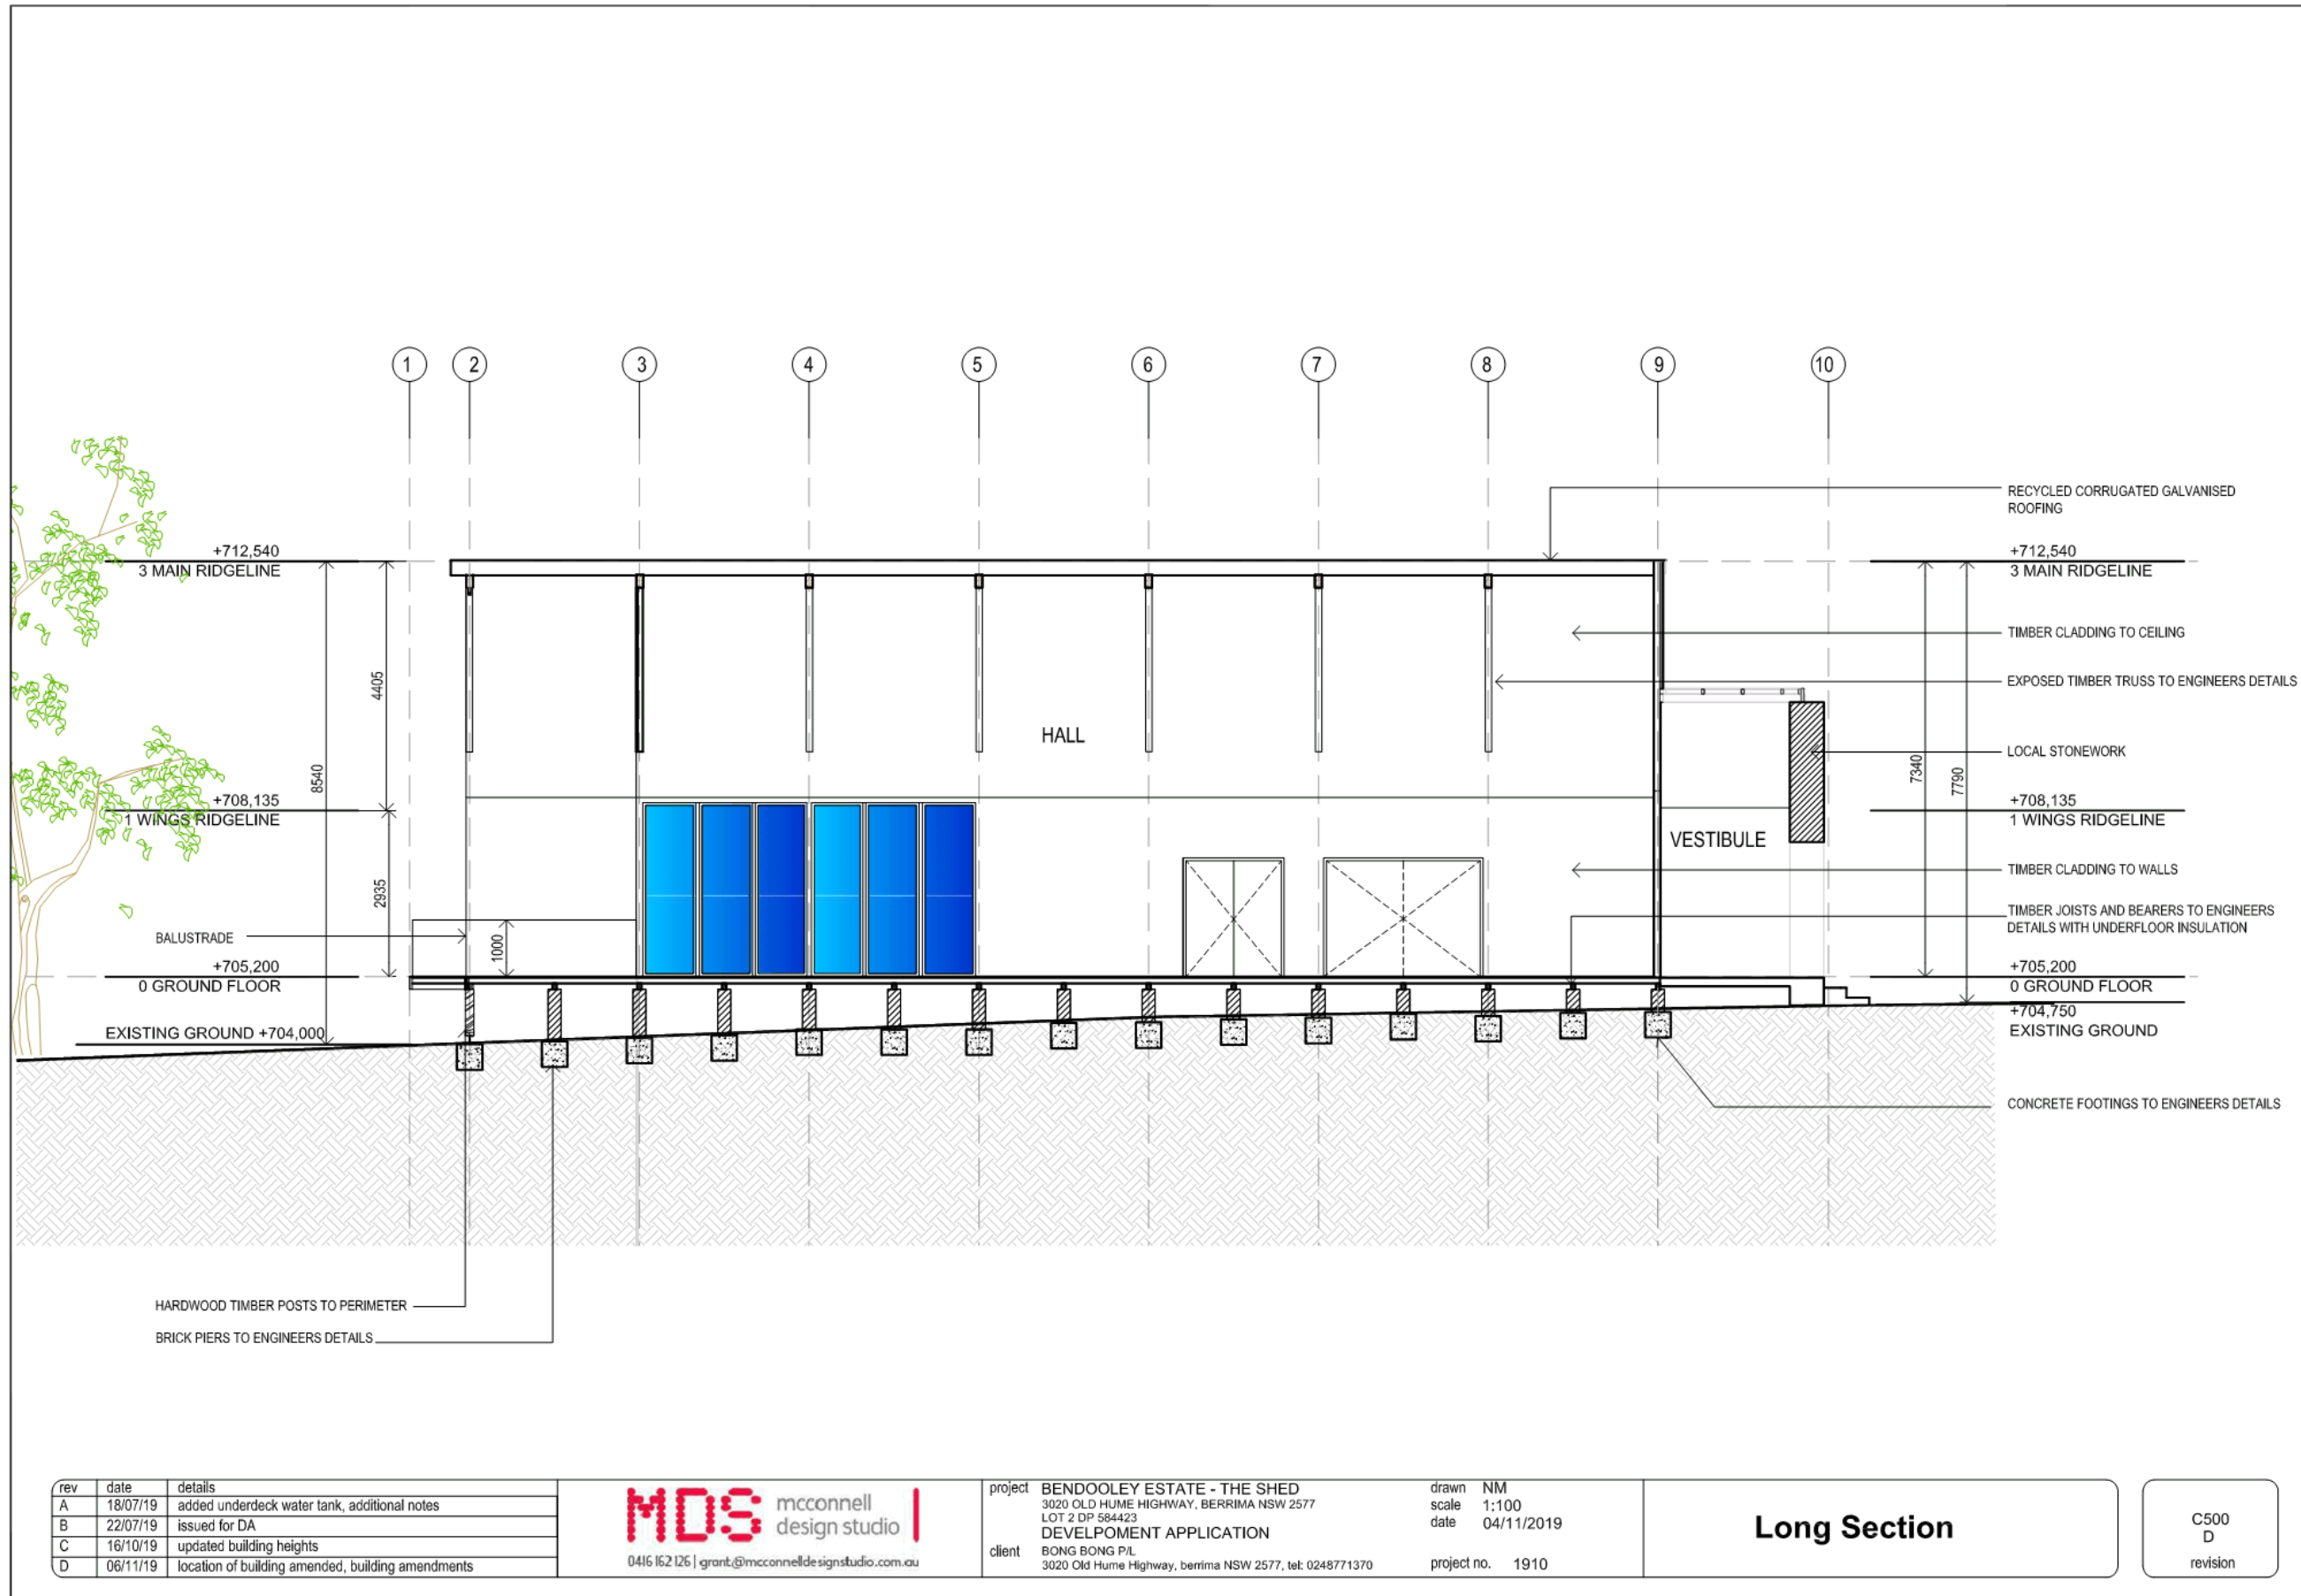 1
2
3
4
5
6
7
8
9
10
RECYCLED CORRUGATED GALVANISED
ROOFING
+712,540
3 MAIN RIDGELINE
+712,540
3 MAIN RIDGELINE
TIMBER CLADDING TO CEILING
4405
EXPOSED TIMBER TRUSS TO ENGINEERS DETAILS
HALL
LOCAL STONEWORK
8540
7340
7790
+708,135
1 WINGS RIDGELINE
+708,135
1 WINGS RIDGELINE
VESTIBULE
2935
TIMBER CLADDING TO WALLS
TIMBER JOISTS AND BEARERS TO ENGINEERS
DETAILS WITH UNDERFLOOR INSULATION
BALUSTRADE
1000
+705,200
0 GROUND FLOOR
+705,200
0 GROUND FLOOR
EXISTING GROUND +704,000
+704,750
EXISTING GROUND
CONCRETE FOOTINGS TO ENGINEERS DETAILS
HARDWOOD TIMBER POSTS TO PERIMETER
BRICK PIERS TO ENGINEERS DETAILS
rev date details
A 18/07/19 added underdeck water tank, additional notes
B 22/07/19 issued for DA
C 16/10/19 updated building heights
D 06/11/19 location of building amended, building amendments
MDS mcconnell
design studio
0416 162 126 | grant@mcconnelldesignstudio.com.au
project BENDOOLEY ESTATE - THE SHED
3020 OLD HUME HIGHWAY, BERRIMA NSW 2577
LOT 2 DP 584423
DEVELPOMENT APPLICATION
client BONG BONG P/L
3020 Old Hume Highway, berrima NSW 2577, tel: 0248771370
drawn NM
scale 1:100
date 04/11/2019
project no. 1910
Long Section
C500
D
revision